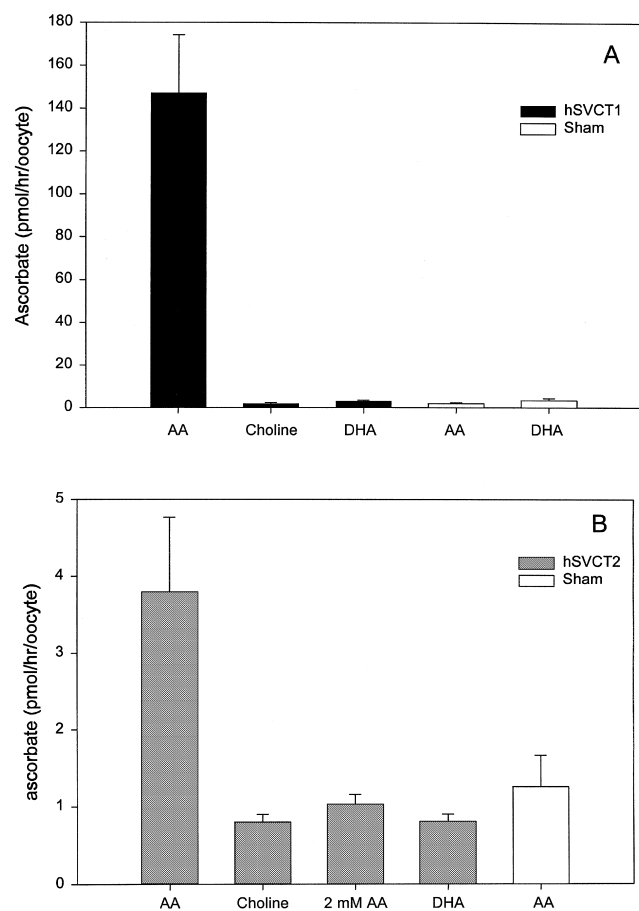 180
160
140
120
100
80
60
40
20
0
Ascorbate (pmol/hr/oocyte)
A
hSVCT1
Sham
AA Choline DHA AA DHA
5
4
3
2
1
0
ascorbate (pmol/hr/oocyte)
B
hSVCT2
Sham
AA Choline 2 mM AA DHA AA